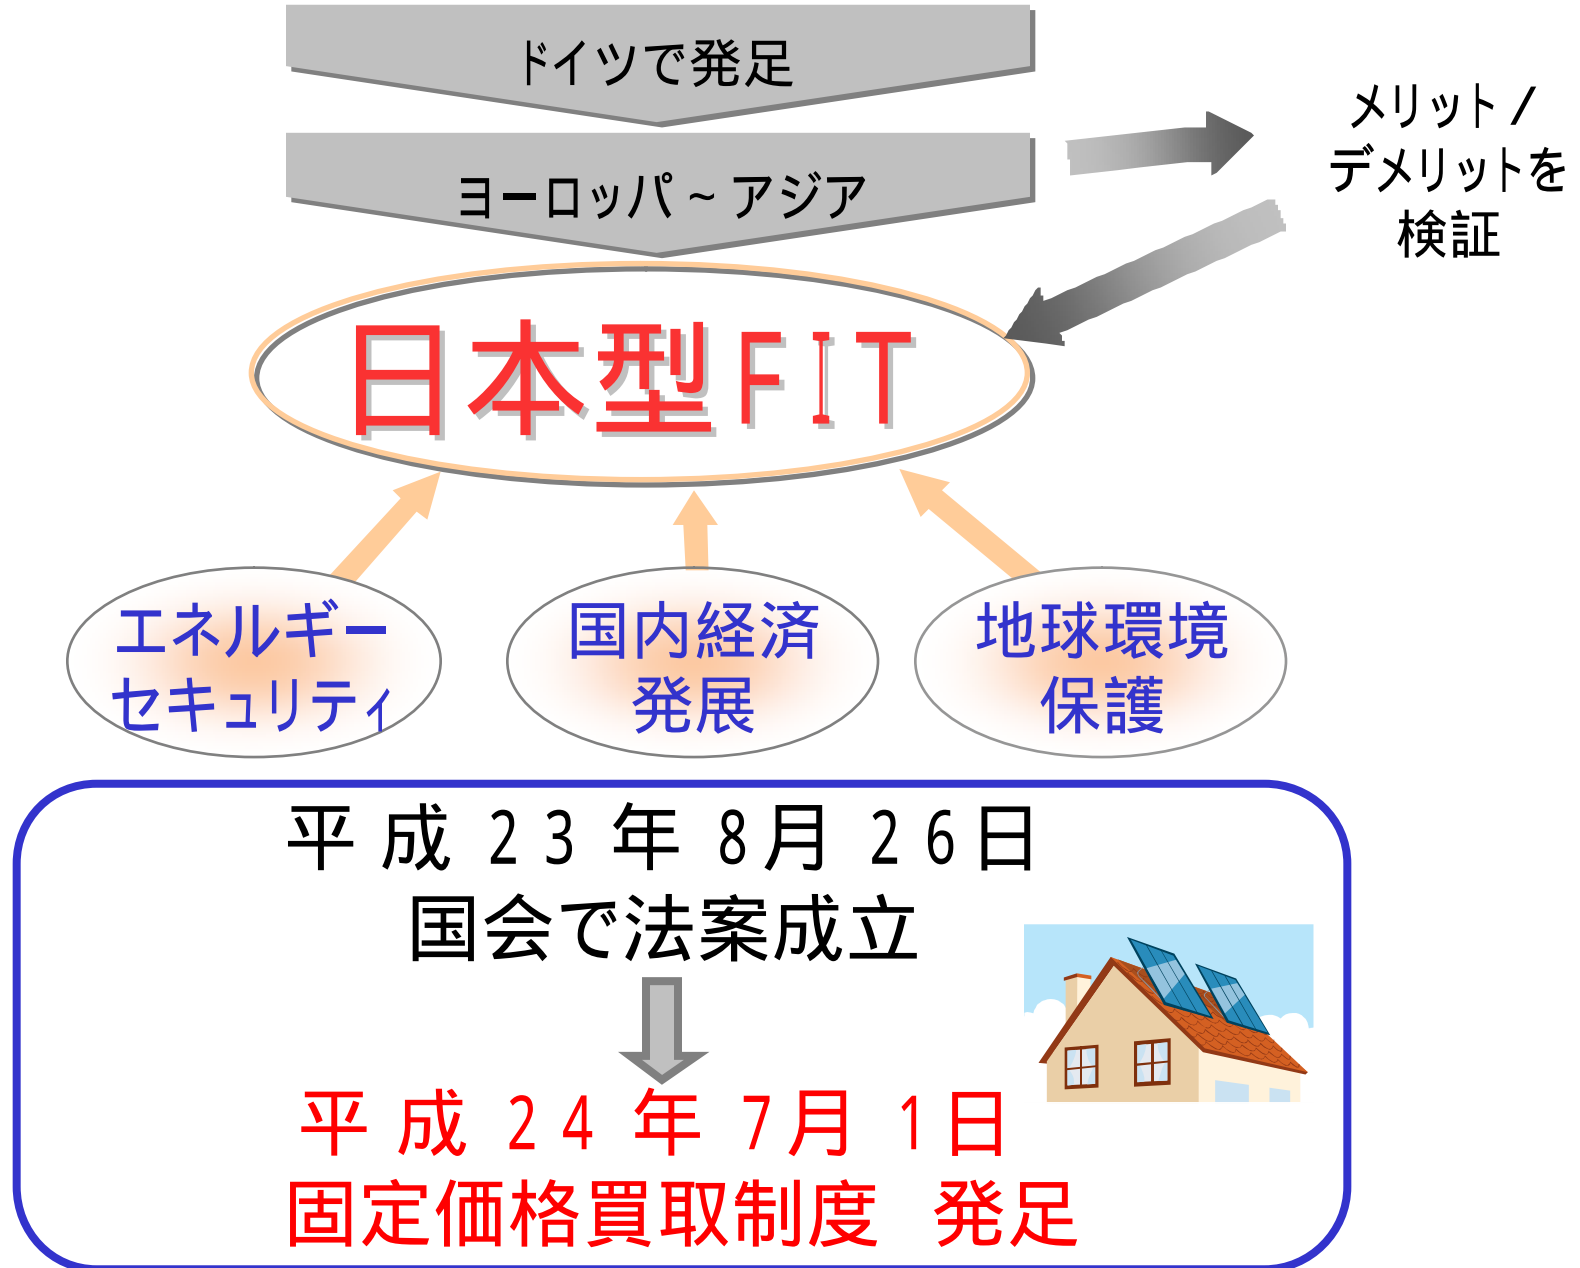 ドイツで発足
ヨーロッパ～アジア
メリット/
デメリットを
検証
日本型FIT
エネルギー
セキュリティ
国内経済
発展
地球環境
保護
平成23年8月26日
国会で法案成立
平成24年7月1日
固定価格買取制度 発足